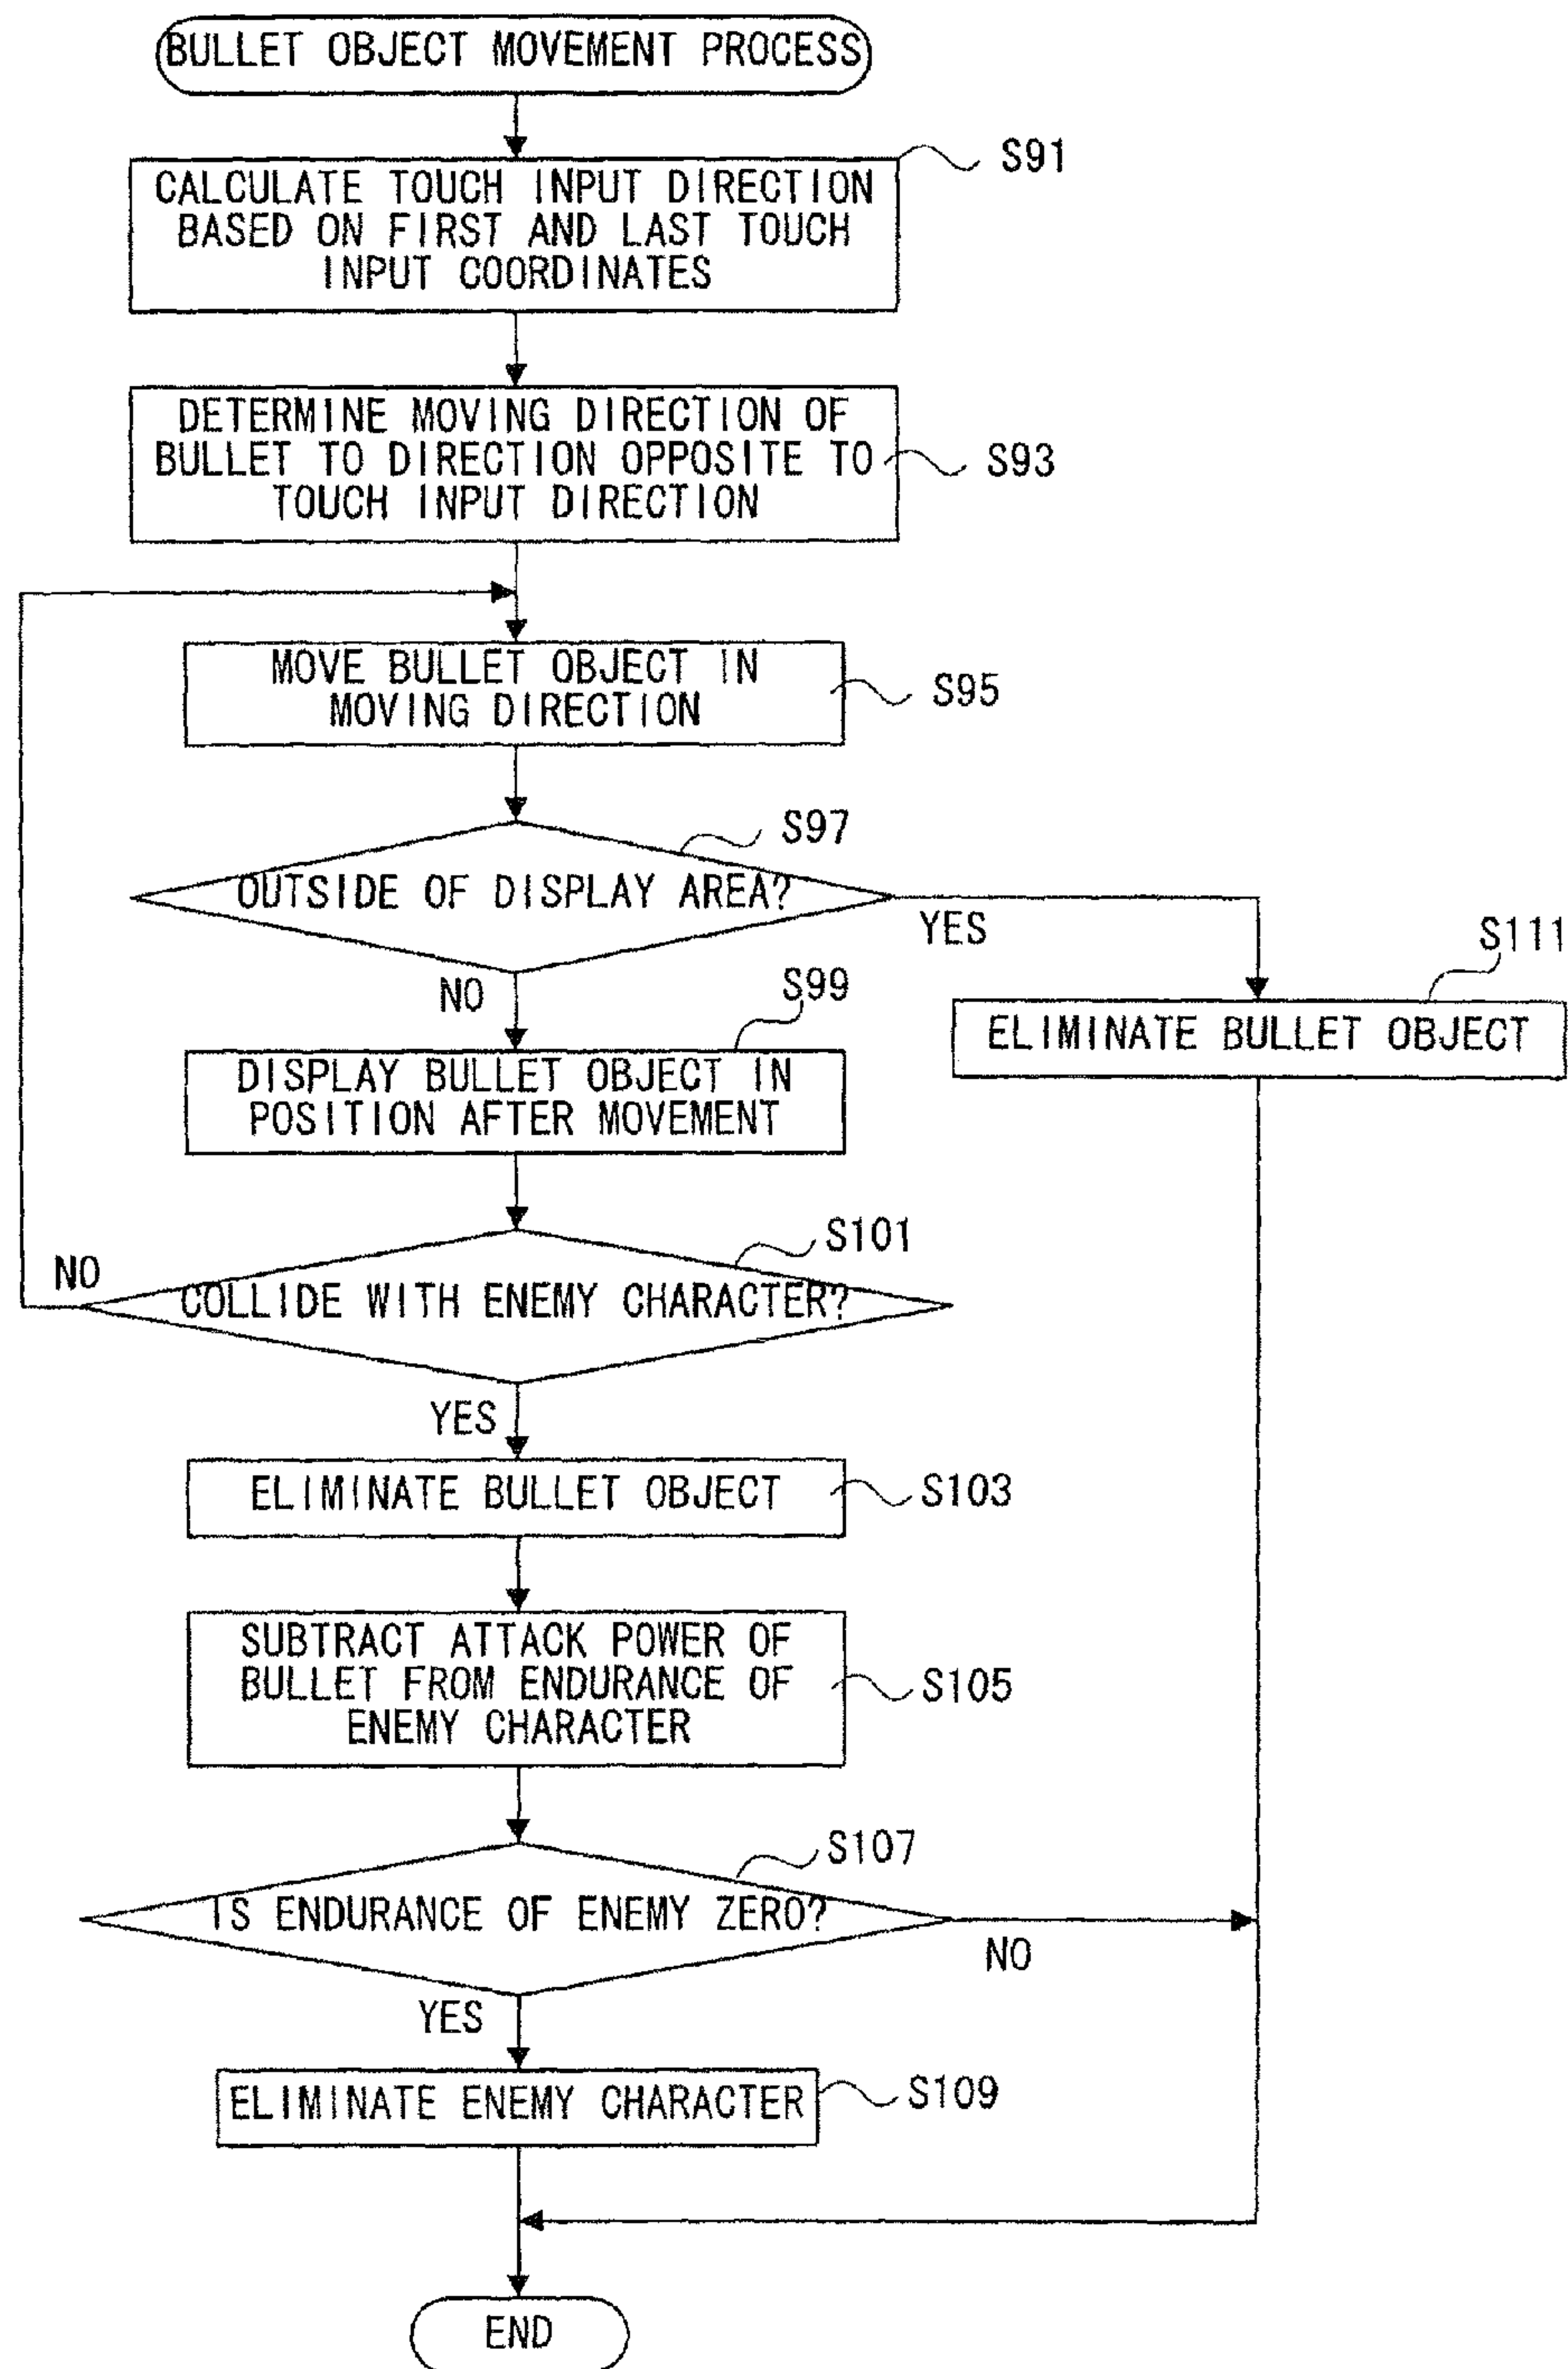 BULLET OBJECT MOVEMENT PROCESS
S91
CALCULATE TOUCH INPUT DIRECTION
BASED ON FIRST AND LAST TOUCH
INPUT COORDINATES
DETERMINE MOVING DIRECTION OF
BULLET TO DIRECTION OPPOSITE TO
TOUCH INPUT DIRECTION
S93
MOVE BULLET OBJECT IN
MOVING DIRECTION
S95
S97
OUTSIDE OF DISPLAY AREA?
YES
S111
NO
S99
ELIMINATE BULLET OBJECT
DISPLAY BULLET OBJECT IN
POSITION AFTER MOVEMENT
S101
NO
COLLIDE WITH ENEMY CHARACTER?
YES
ELIMINATE BULLET OBJECT
S103
SUBTRACT ATTACK POWER OF
BULLET FROM ENDURANCE OF
ENEMY CHARACTER
S105
S107
IS ENDURANCE OF ENEMY ZERO?
NO
YES
ELIMINATE ENEMY CHARACTER
S109
END